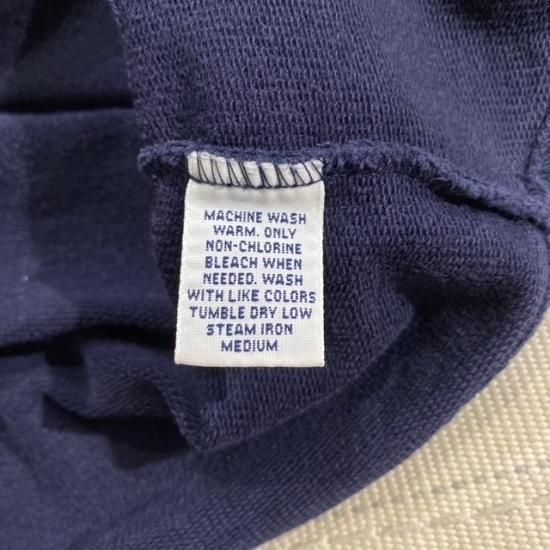 MACHINE WASH
WARM. ONLY
NON-CHLORINE
BLEACH WHEN
NEEDED. WASH
WITH LIKE COLORS
TUMBLE DRY LOW
STEAM IRON
MEDIUM